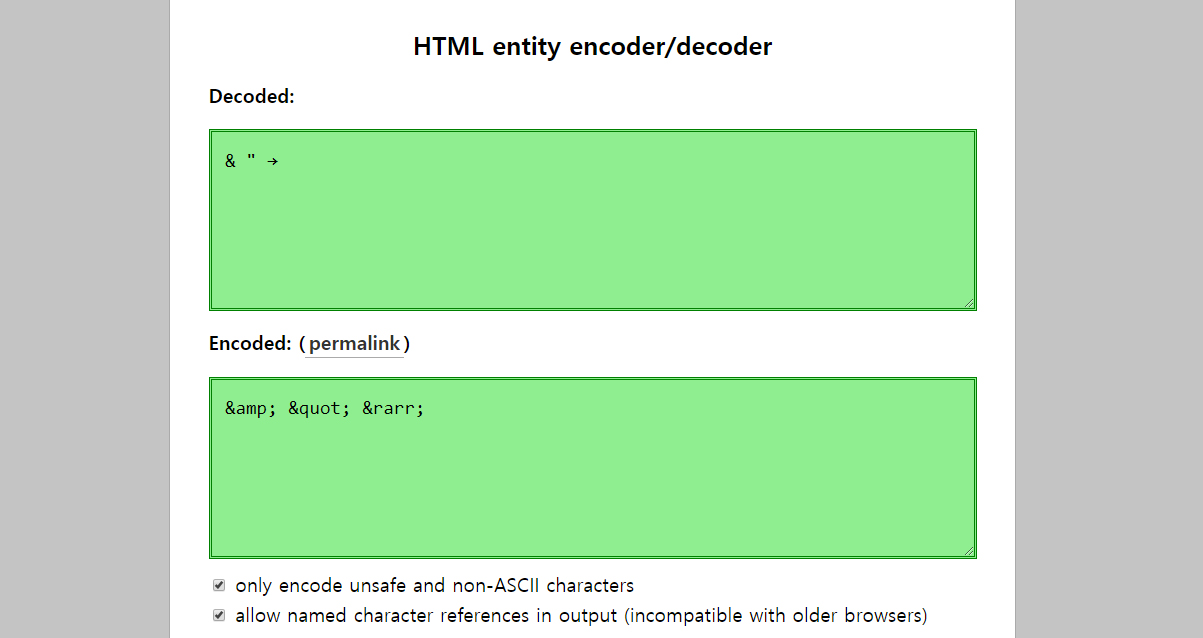 HTML entity encoder/decoder
Decoded:
& " →
Encoded: (permalink)
&amp; &quot; &rarr;
only encode unsafe and non-ASCII characters
allow named character references in output (incompatible with older browsers)